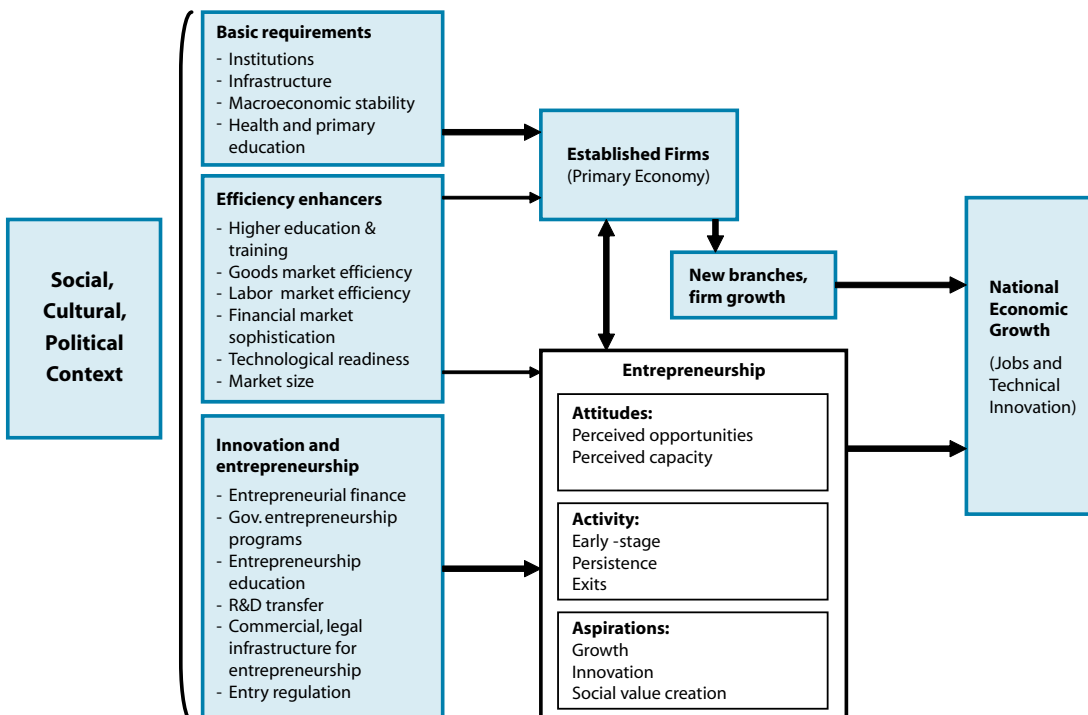 Social,
Cultural,
Political
Context
Basic requirements
- Institutions
- Infrastructure
- Macroeconomic stability
- Health and primary
education
Efficiency enhancers
- Higher education &
training
- Goods market efficiency
- Labor market efficiency
- Financial market
sophistication
- Technological readiness
- Market size
Innovation and
entrepreneurship
- Entrepreneurial finance
- Gov. entrepreneurship
programs
- Entrepreneurship
education
- R&D transfer
- Commercial, legal
infrastructure for
entrepreneurship
- Entry regulation
Established Firms
(Primary Economy)
New branches,
firm growth
Entrepreneurship
Attitudes:
Perceived opportunities
Perceived capacity
Activity:
Early -stage
Persistence
Exits
Aspirations:
Growth
Innovation
Social value creation
National
Economic
Growth
(Jobs and
Technical
Innovation)